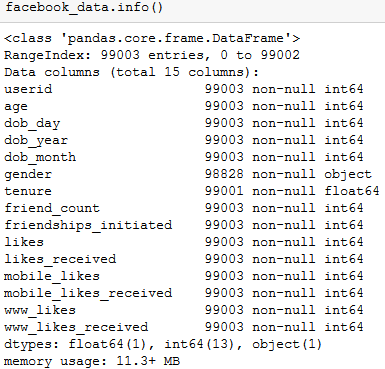 facebook_data.info()
<class 'pandas.core.frame.DataFrame'>
RangeIndex: 99003 entries, 0 to 99002
Data columns (total 15 columns):
userid                   99003 non-null int64
age                      99003 non-null int64
dob_day                  99003 non-null int64
dob_year                 99003 non-null int64
dob_month                99003 non-null int64
gender                   98828 non-null object
tenure                   99001 non-null float64
friend_count             99003 non-null int64
friendships_initiated    99003 non-null int64
likes                    99003 non-null int64
likes_received           99003 non-null int64
mobile_likes             99003 non-null int64
mobile_likes_received    99003 non-null int64
www_likes                99003 non-null int64
www_likes_received       99003 non-null int64
dtypes: float64(1), int64(13), object(1)
memory usage: 11.3+ MB